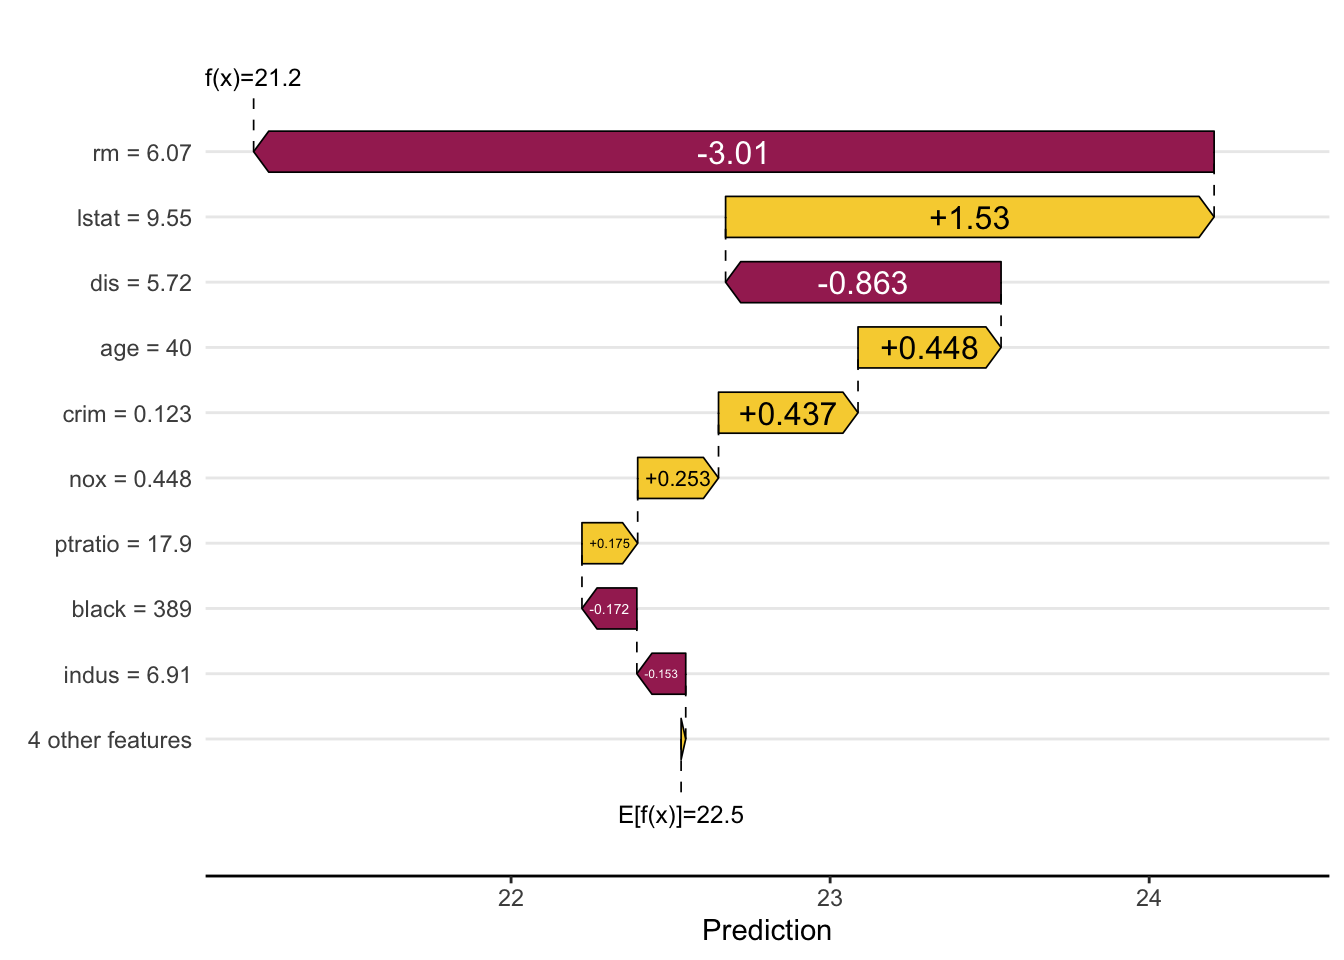 f(x)=21.2
rm = 6.07
-3.01
lstat = 9.55
+1.53
dis = 5.72
-0.863
age = 40
+0.448
crim = 0.123
+0.437
nox = 0.448
+0.253
ptratio = 17.9
+0.175
black = 389
-0.172
indus = 6.91
-0.153
4 other features
E[f(x)]=22.5
22 23 24
Prediction